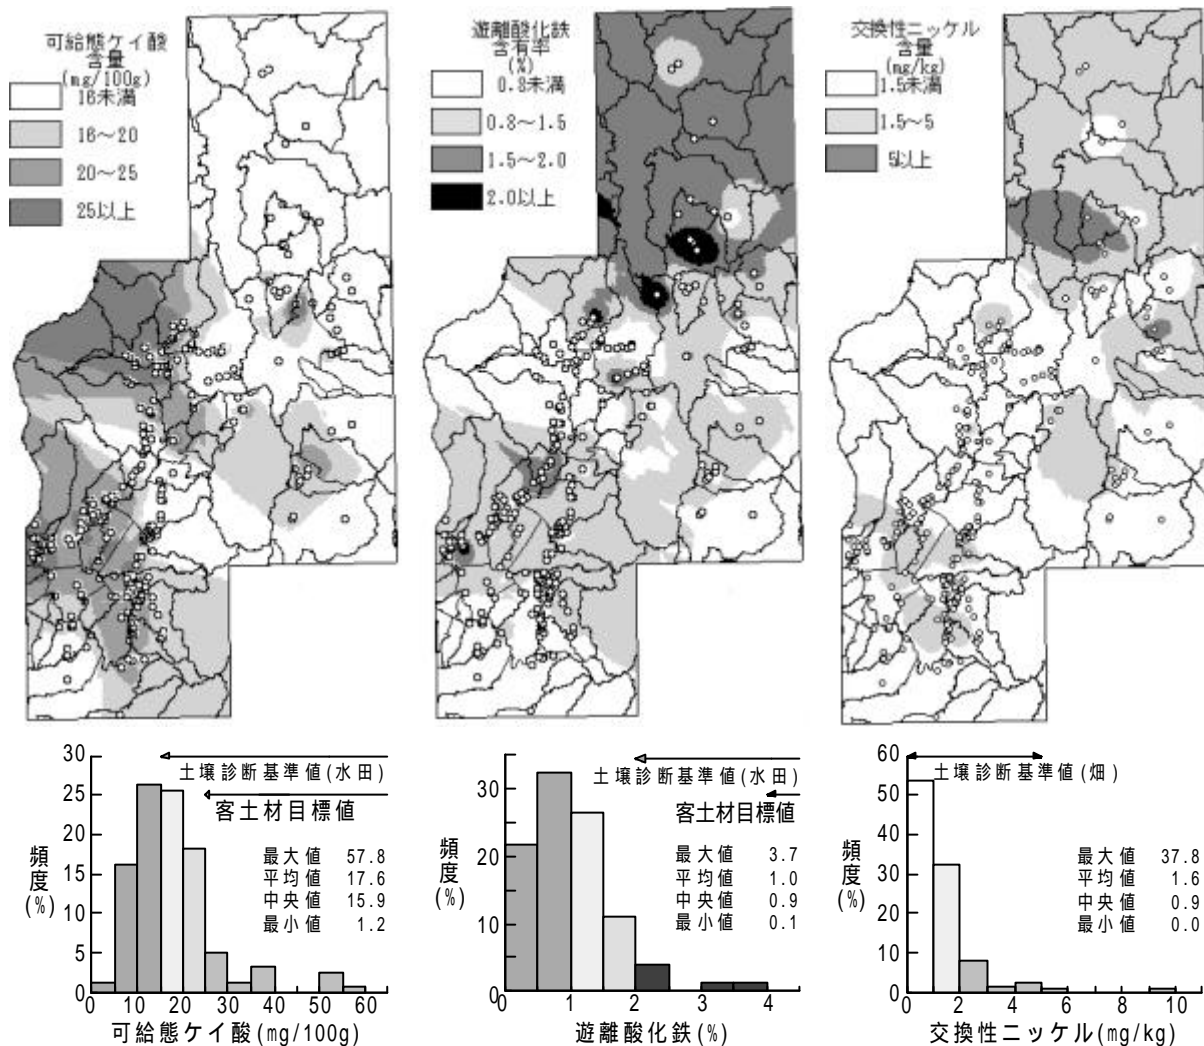 可給態ケイ酸
含量
(mg/100g)
16未満
16～20
20～25
25以上
遊離酸化鉄
含有率
(%)
0.8未満
0.8～1.5
1.5～2.0
2.0以上
交換性ニッケル
含量
(mg/kg)
1.5未満
1.5～5
5以上
30
25
20
15
10
5
0
頻度
(%)
土壌診断基準値(水田)
客土材目標値
最大値 57.8
平均値 17.6
中央値 15.9
最小値 1.2
0 10 20 30 40 50 60
可給態ケイ酸(mg/100g)
30
20
10
0
頻度
(%)
土壌診断基準値(水田)
客土材目標値
最大値 3.7
平均値 1.0
中央値 0.9
最小値 0.1
0 1 2 3 4
遊離酸化鉄(%)
60
50
40
30
20
10
0
頻度
(%)
土壌診断基準値(畑)
最大値 37.8
平均値 1.6
中央値 0.9
最小値 0.0
0 2 4 6 8 10
交換性ニッケル(mg/kg)